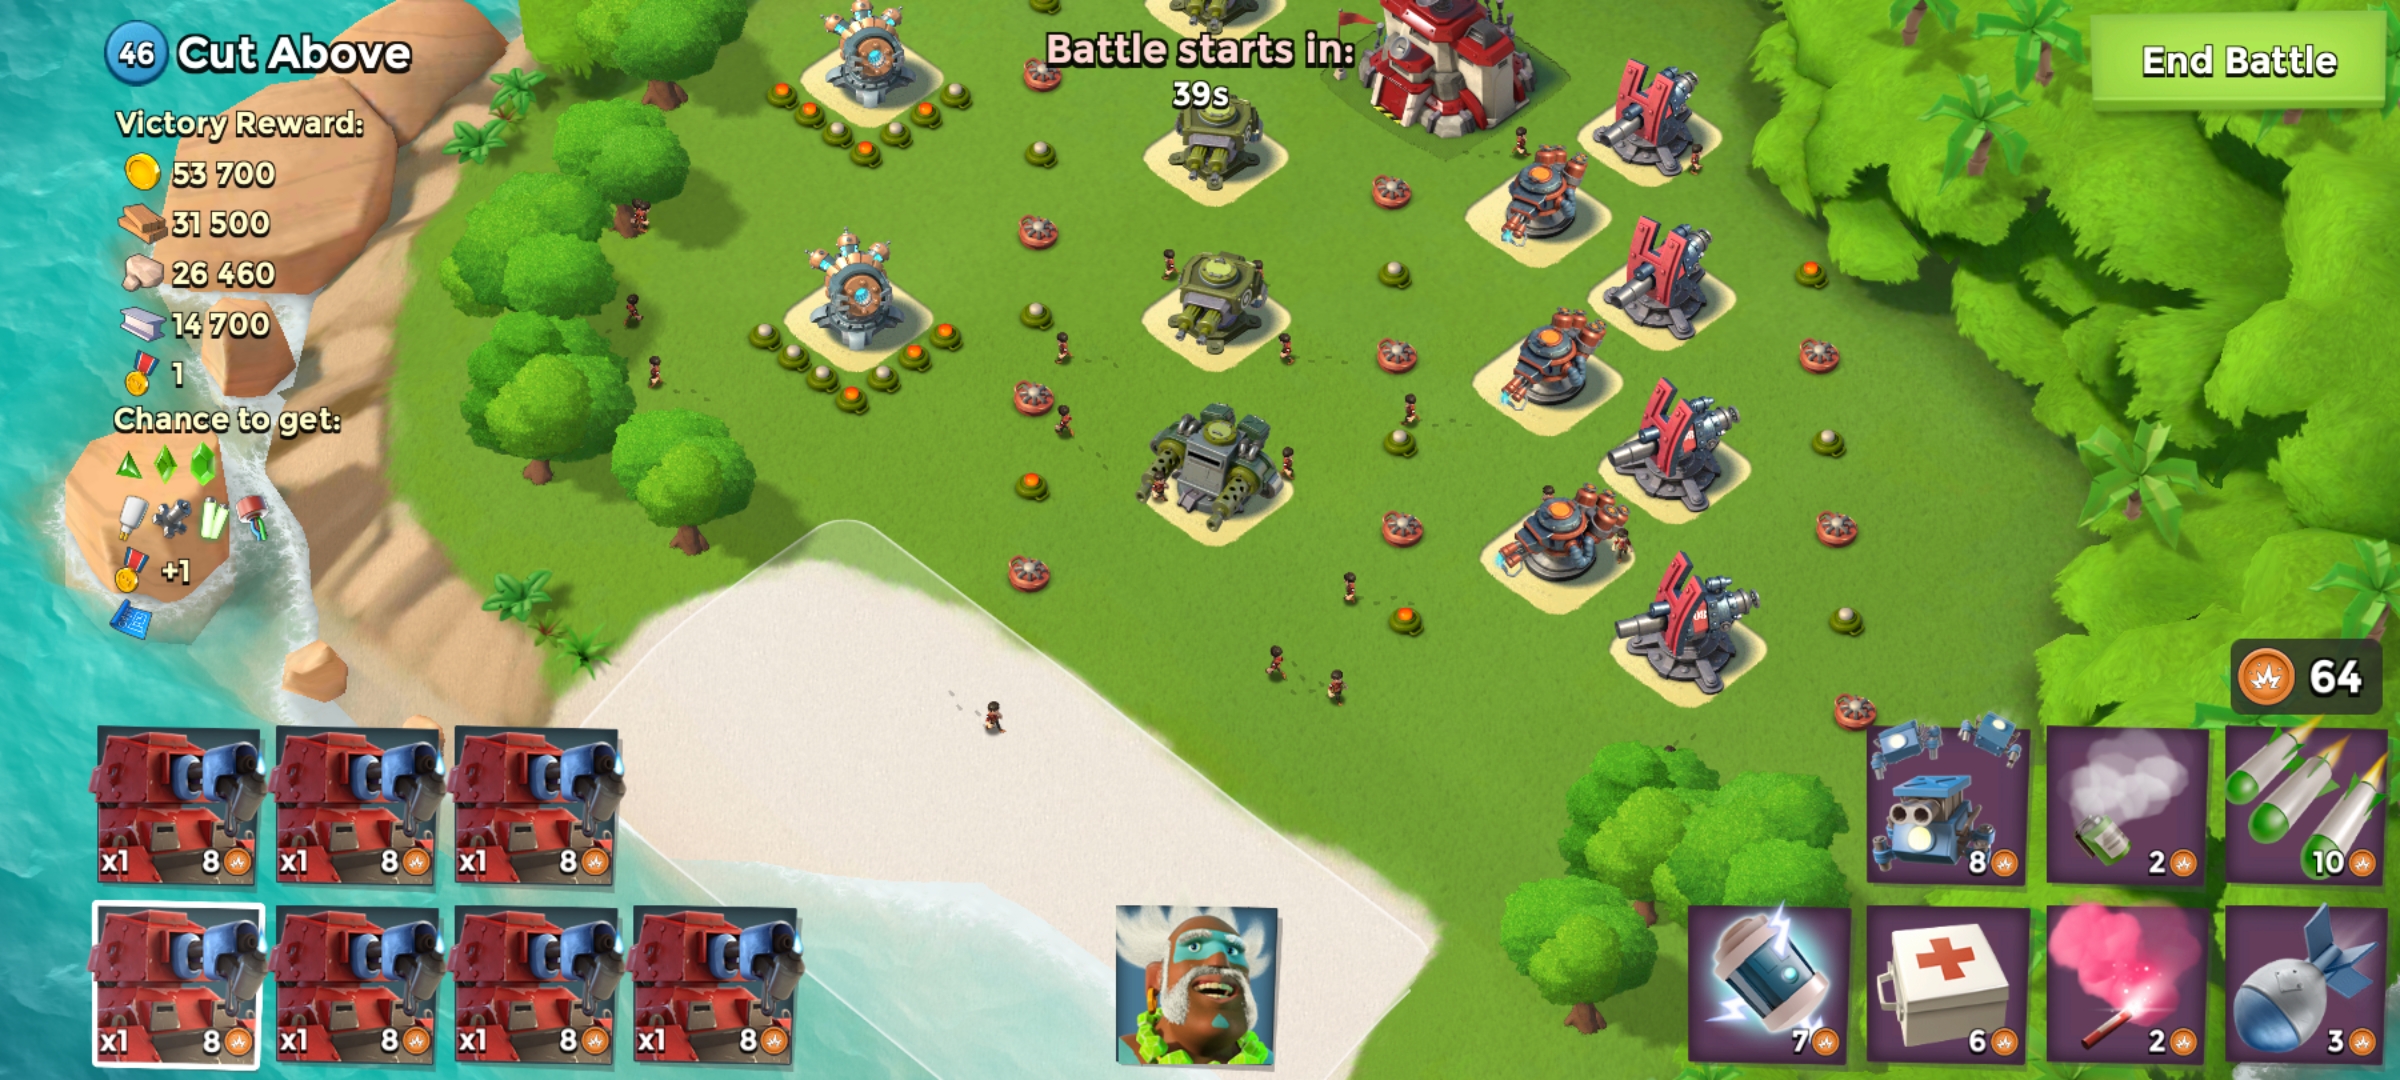 46 Cut Above
Battle starts in:
39s
End Battle
Victory Reward:
53 700
31 500
26 460
14 700
1
Chance to get:
+1
64
x1 8
x1 8
x1 8
8
2
10
x1 8
x1 8
x1 8
x1 8
7
6
2
3